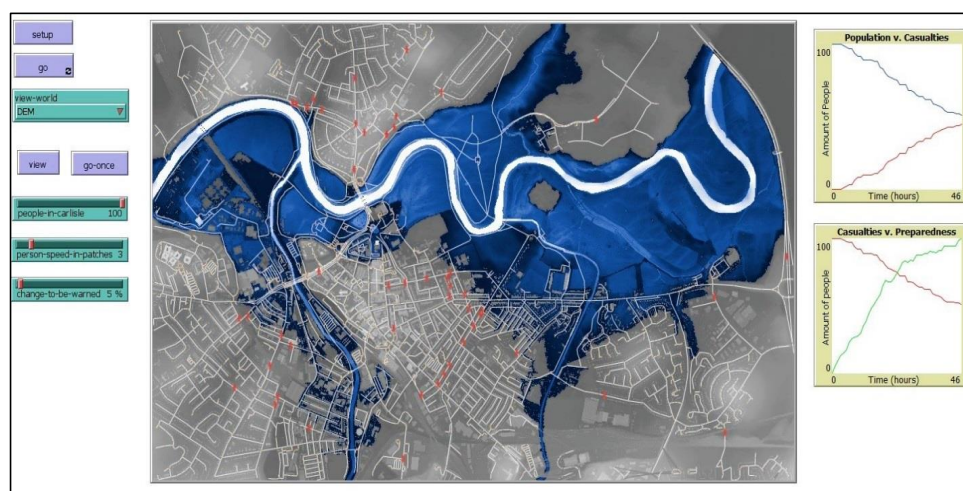 setup
go
view-world
DEM
view
go-once
people-in-carlisle 100
person-speed-in-patches 3
change-to-be-warned 5 %
Population v. Casualties
100
Amount of People
0
Time (hours)
46
Casualties v. Preparedness
100
Amount of people
0
Time (hours)
46